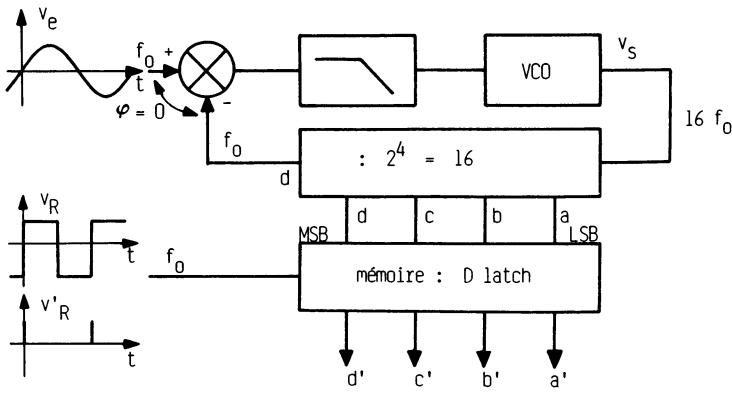 v_e
f_0 +
t
φ = 0
-
VCO
v_s
16 f_0
f_0
d
: 2^4 = 16
d c b a
MSB
LSB
v_R
t
f_0
mémoire : D latch
v'_R
t
d' c' b' a'